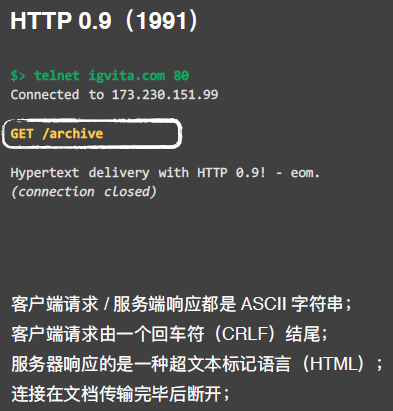 HTTP 0.9（1991）
$> telnet igvita.com 80
Connected to 173.230.151.99
GET /archive
Hypertext delivery with HTTP 0.9! - eom.
(connection closed)
客户端请求 / 服务端响应都是 ASCII 字符串；
客户端请求由一个回车符（CRLF）结尾；
服务器响应的是一种超文本标记语言（HTML）；
连接在文档传输完毕后断开；